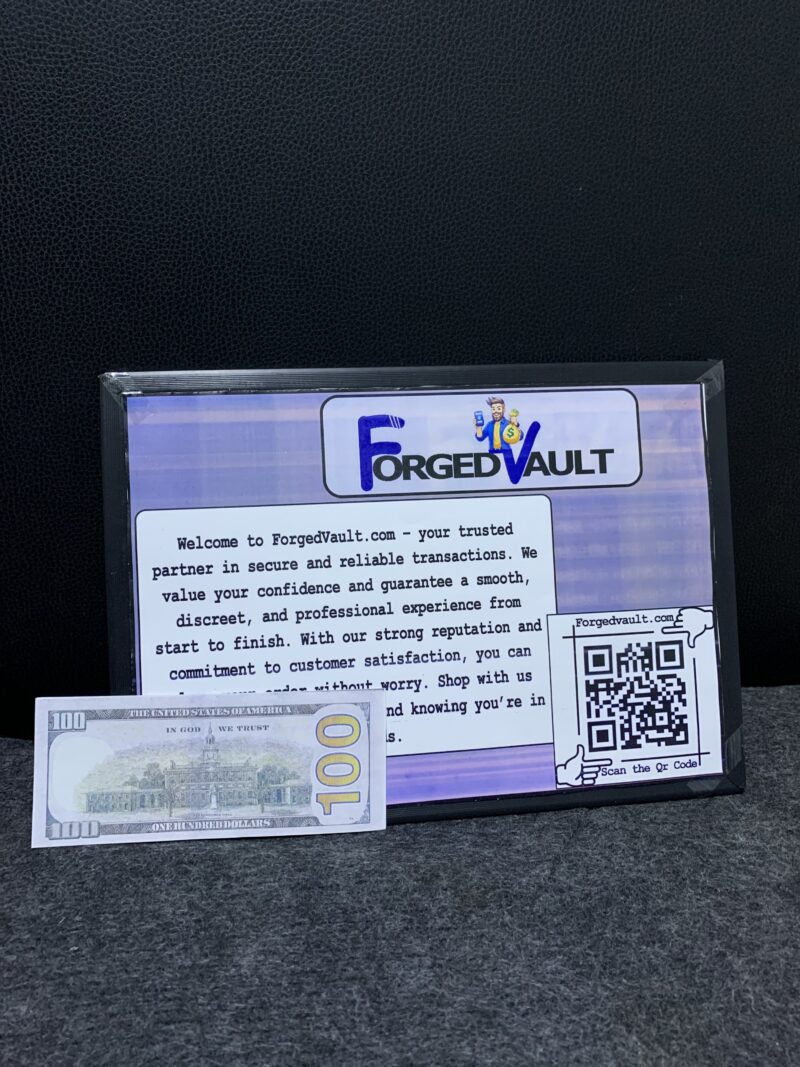 FORGEDVAULT
$
Welcome to ForgedVault.com - your trusted
partner in secure and reliable transactions. We
value your confidence and guarantee a smooth,
discreet, and professional experience from
start to finish. With our strong reputation and
commitment to customer satisfaction, you can
order without worry. Shop with us
nd knowing you're in
s.
Forgedvault.com
Scan the Qr Code
100 THE UNITED STATES OF AMERICA
IN GOD WE TRUST
100
100 ONE HUNDRED DOLLARS